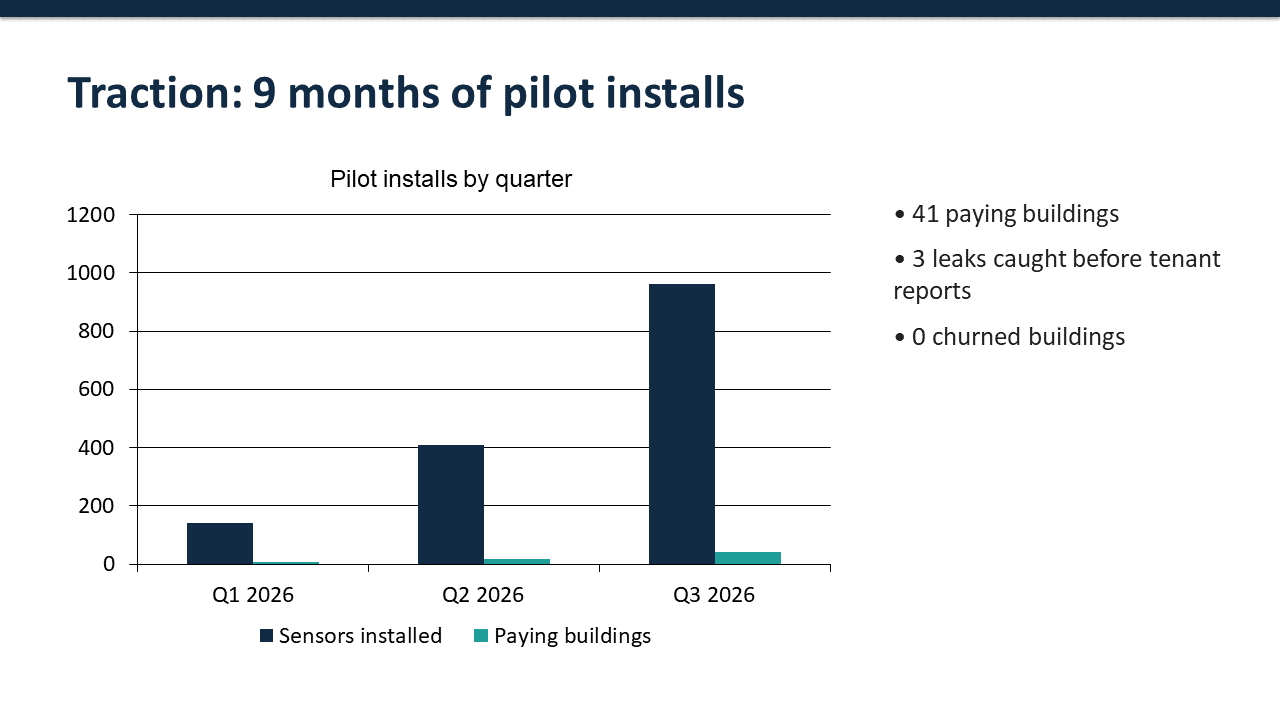 Traction: 9 months of pilot installs
Pilot installs by quarter
1200
1000
800
600
400
200
0
Q1 2026
Q2 2026
Q3 2026
Sensors installed
Paying buildings
• 41 paying buildings
• 3 leaks caught before tenant
reports
• 0 churned buildings